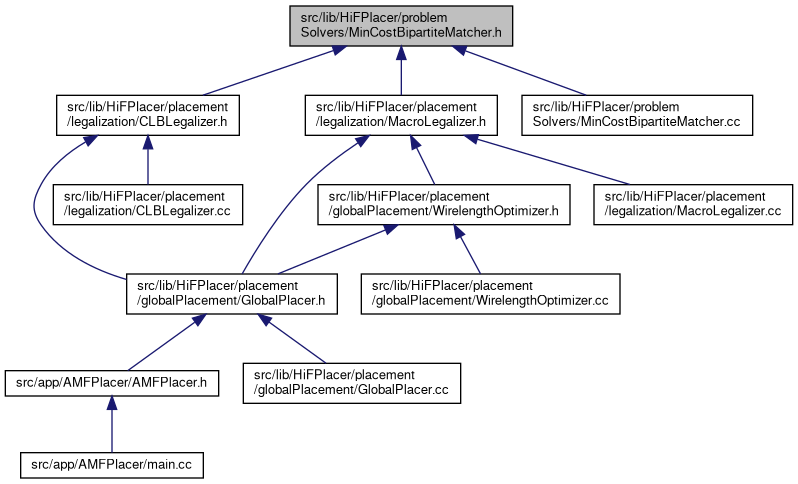 src/lib/HiFPlacer/problem
Solvers/MinCostBipartiteMatcher.h
src/lib/HiFPlacer/placement
/legalization/CLBLegalizer.h
src/lib/HiFPlacer/placement
/legalization/MacroLegalizer.h
src/lib/HiFPlacer/problem
Solvers/MinCostBipartiteMatcher.cc
src/lib/HiFPlacer/placement
/legalization/CLBLegalizer.cc
src/lib/HiFPlacer/placement
/globalPlacement/WirelengthOptimizer.h
src/lib/HiFPlacer/placement
/legalization/MacroLegalizer.cc
src/lib/HiFPlacer/placement
/globalPlacement/GlobalPlacer.h
src/lib/HiFPlacer/placement
/globalPlacement/WirelengthOptimizer.cc
src/app/AMFPlacer/AMFPlacer.h
src/lib/HiFPlacer/placement
/globalPlacement/GlobalPlacer.cc
src/app/AMFPlacer/main.cc